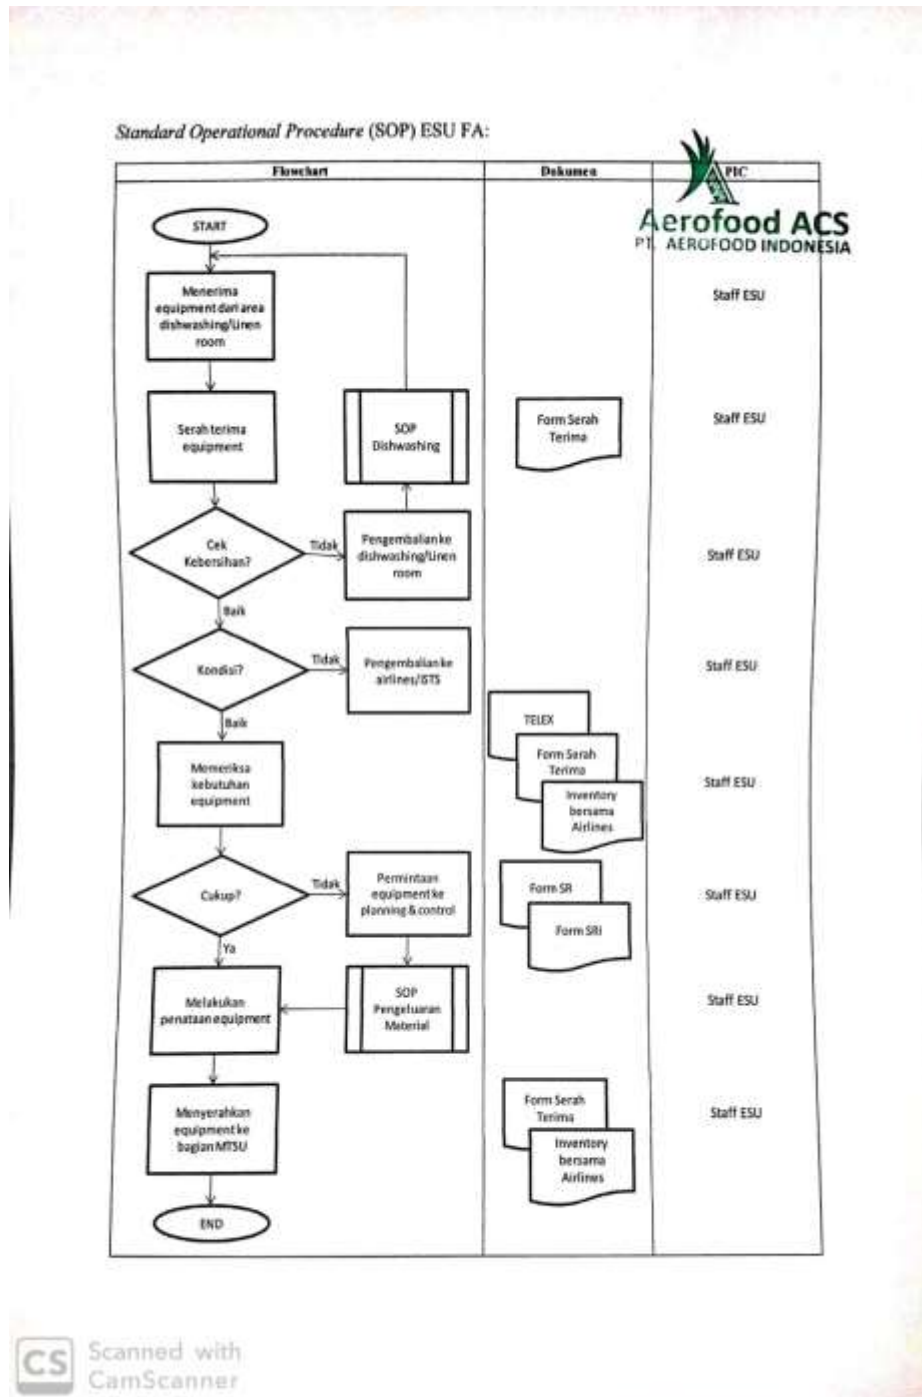 Standard Operational Procedure (SOP) ESU FA:
Flowchart
Dokumen
PIC
Aerofood ACS
PT. AEROFOOD INDONESIA
START
Menerima
equipment dari area
dishwashing/Linen
room
Staff ESU
Serah terima
equipment
SOP
Dishwashing
Form Serah
Terima
Staff ESU
Cek
Kebersihan?
Tidak
Pengembalian ke
dishwashing/Linen
room
Staff ESU
Baik
Kondisi?
Tidak
Pengembalian ke
airlines/ISTS
Staff ESU
Baik
Memeriksa
kebutuhan
equipment
TELEX
Form Serah
Terima
Inventory
bersama
Airlines
Staff ESU
Cukup?
Tidak
Permintaan
equipment ke
planning & control
Form SR
Form SRI
Staff ESU
Ya
Melakukan
penataan equipment
SOP
Pengeluaran
Material
Staff ESU
Menyerahkan
equipment ke
bagian MTSU
Form Serah
Terima
Inventory
bersama
Airlines
Staff ESU
END
CS
Scanned with
CamScanner